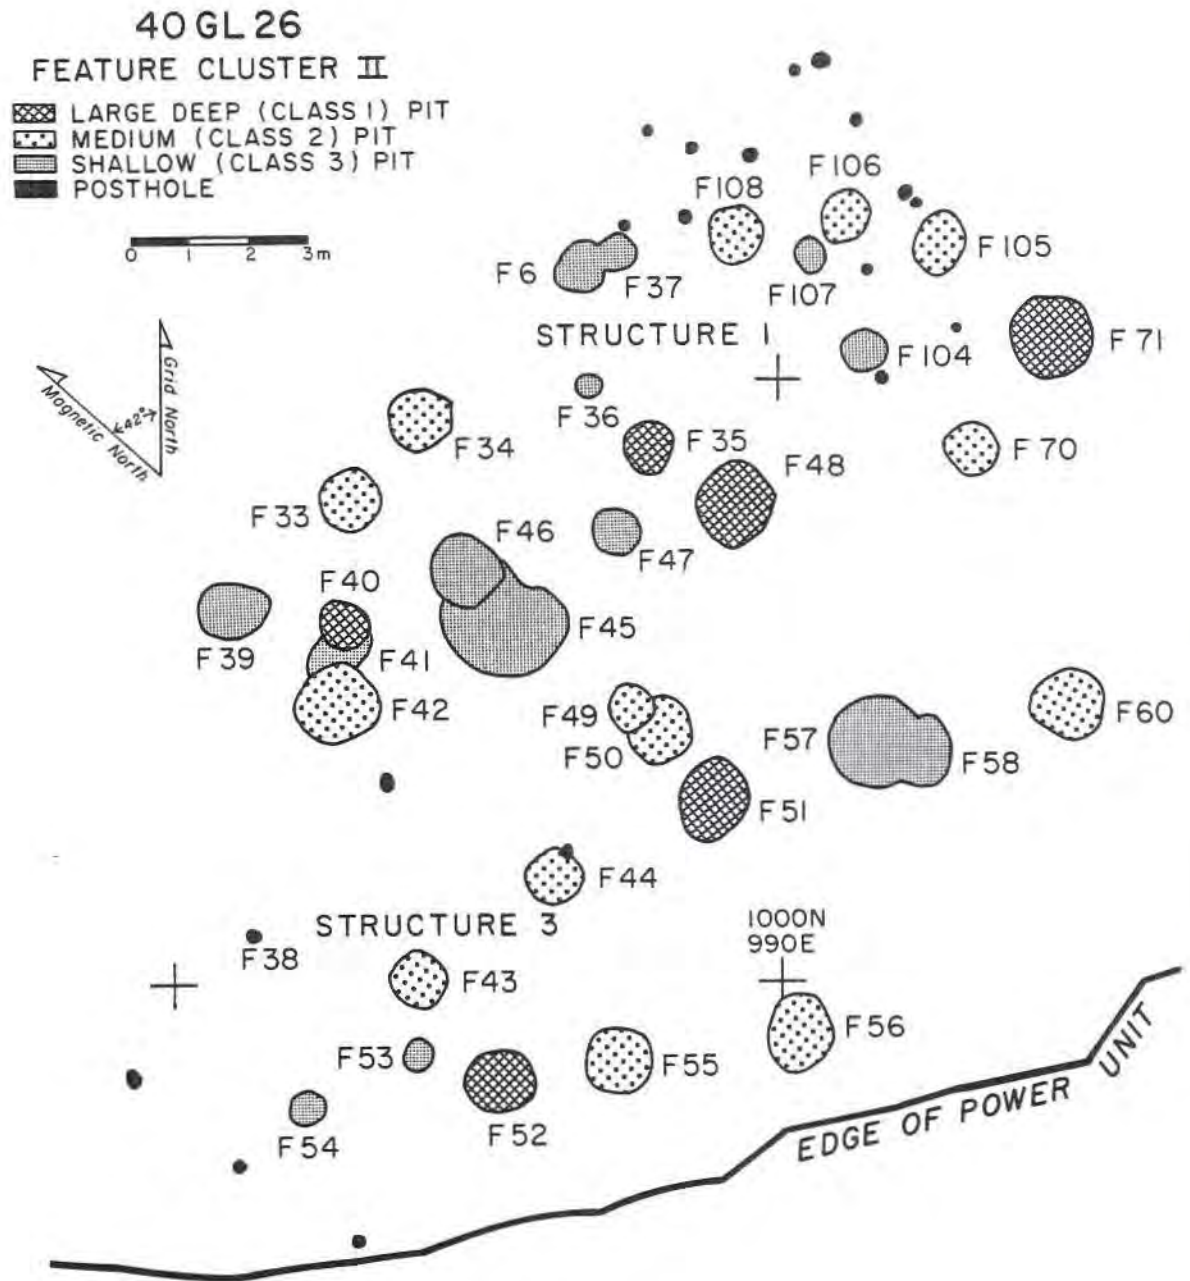 40GL26
FEATURE CLUSTER II
LARGE DEEP (CLASS 1) PIT
MEDIUM (CLASS 2) PIT
SHALLOW (CLASS 3) PIT
POSTHOLE
0 1 2 3m
Grid North
Magnetic North
42°
F106
F108
F105
F6
F37
F107
STRUCTURE 1
F104
F71
F36
F34
F35
F48
F70
F33
F46
F47
F40
F45
F39
F41
F42
F49
F50
F57
F58
F60
F51
F44
STRUCTURE 3
1000N
990E
F38
F43
F56
F53
F55
F54
F52
EDGE OF POWER UNIT